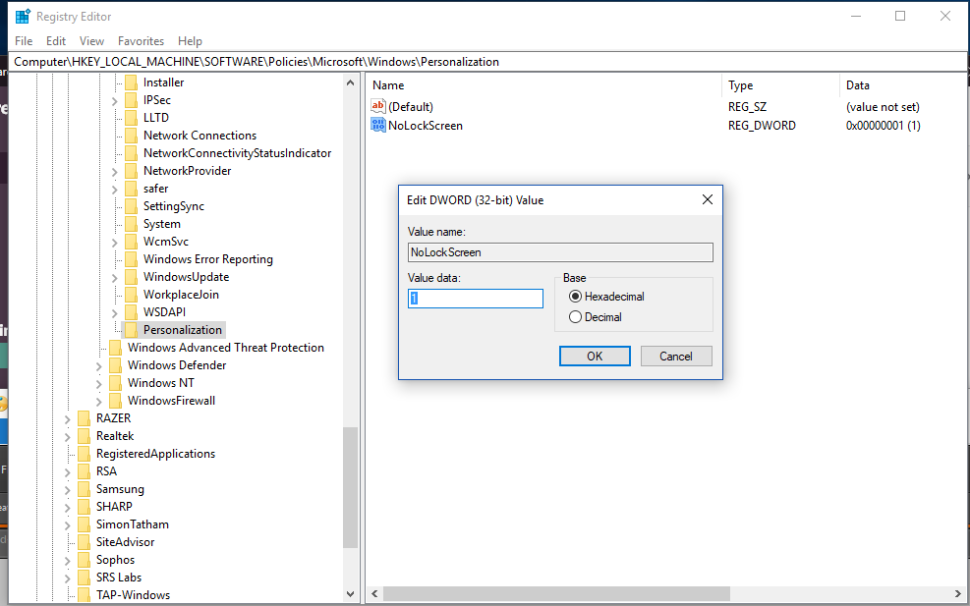 Registry Editor
File Edit View Favorites Help
Computer\HKEY_LOCAL_MACHINE\SOFTWARE\Policies\Microsoft\Windows\Personalization
Installer
IPSec
LLTD
Network Connections
NetworkConnectivityStatusIndicator
NetworkProvider
safer
SettingSync
System
WcmSvc
Windows Error Reporting
WindowsUpdate
WorkplaceJoin
WSDAPI
Personalization
Windows Advanced Threat Protection
Windows Defender
Windows NT
WindowsFirewall
RAZER
Realtek
RegisteredApplications
RSA
Samsung
SHARP
SimonTatham
SiteAdvisor
Sophos
SRS Labs
TAP-Windows
Name Type Data
(Default) REG_SZ (value not set)
NoLockScreen REG_DWORD 0x00000001 (1)
Edit DWORD (32-bit) Value
Value name:
NoLockScreen
Value data:
1
Base
Hexadecimal
Decimal
OK Cancel